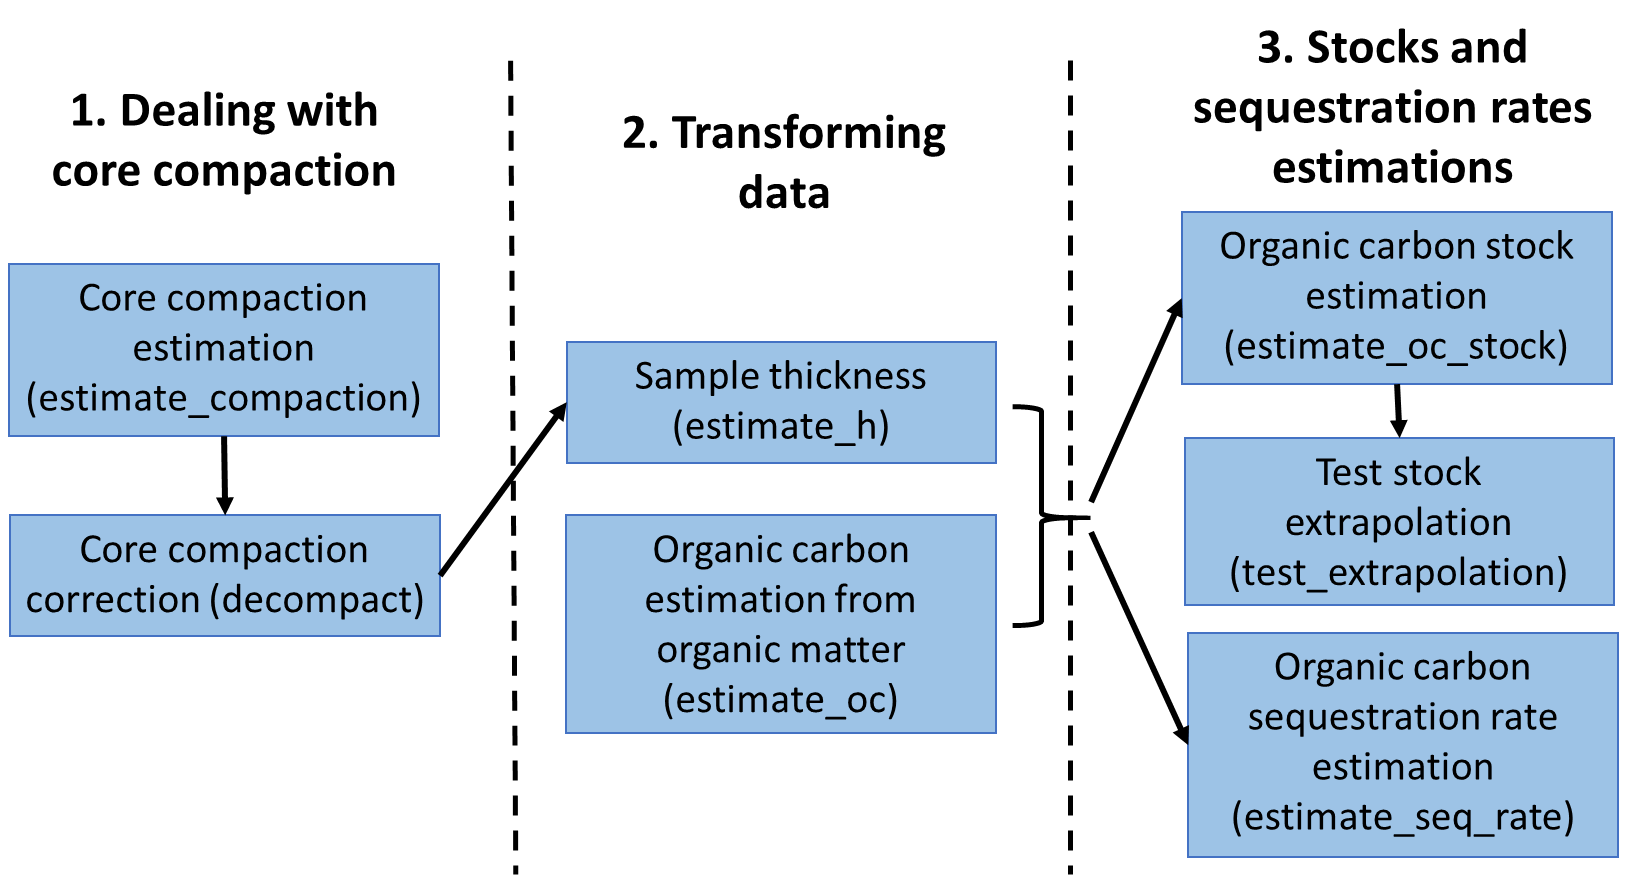 1. Dealing with
core compaction
Core compaction
estimation
(estimate_compaction)
Core compaction
correction (decompact)
2. Transforming
data
Sample thickness
(estimate_h)
Organic carbon
estimation from
organic matter
(estimate_oc)
3. Stocks and
sequestration rates
estimations
Organic carbon stock
estimation
(estimate_oc_stock)
Test stock
extrapolation
(test_extrapolation)
Organic carbon
sequestration rate
estimation
(estimate_seq_rate)